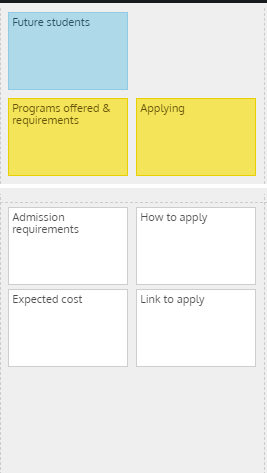 Future students
Programs offered &
requirements
Applying
Admission
requirements
How to apply
Expected cost
Link to apply